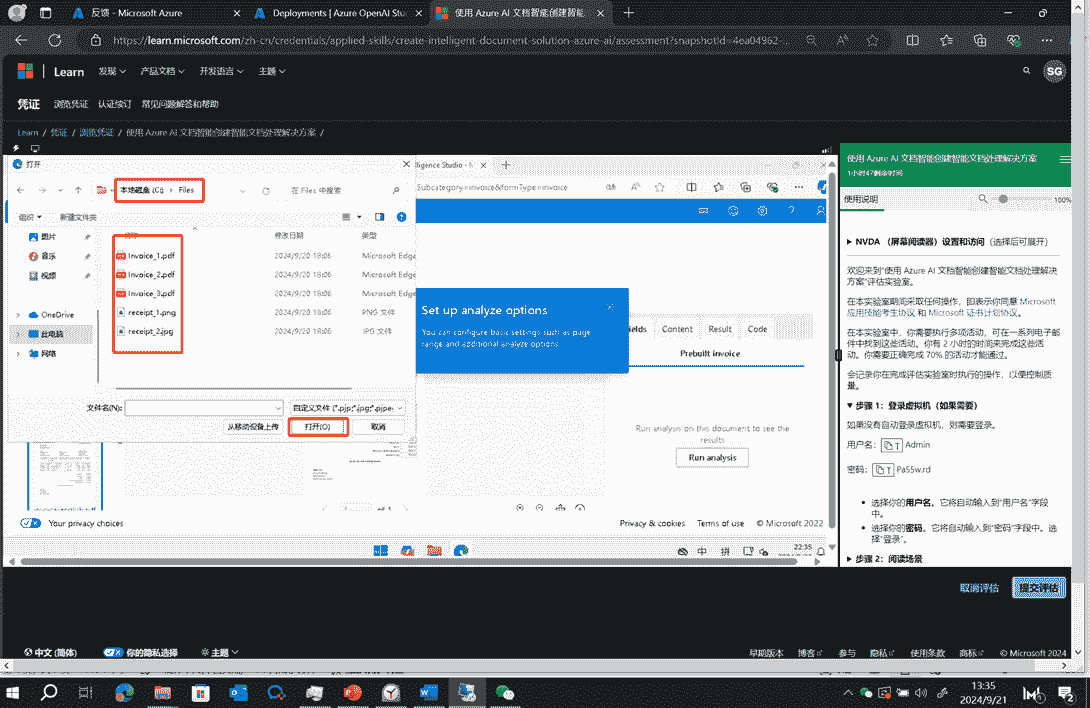 反馈 - Microsoft Azure
Deployments | Azure OpenAI Stu
使用 Azure AI 文档智能创建智能
https://learn.microsoft.com/zh-cn/credentials/applied-skills/create-intelligent-document-solution-azure-ai/assessment?snapshotId=4ea04962-...
Learn 发现 产品文档 开发语言 主题
SG
凭证 浏览凭证 认证续订 常见问题解答和帮助
Learn / 凭证 / 浏览凭证 / 使用 Azure AI 文档智能创建智能文档处理解决方案 /
打开
lligence Studio -
本地磁盘 (C:) Files
在 Files 中搜索
Subcategory=invoice&formType=invoice
组织 新建文件夹
图片
音乐
视频
OneDrive
此电脑
网络
名称 修改日期 类型
Invoice_1.pdf 2024/9/20 18:06 Microsoft Edge
Invoice_2.pdf 2024/9/20 18:06 Microsoft Edge
Invoice_3.pdf 2024/9/20 18:06 Microsoft Edge
receipt_1.png 2024/9/20 18:06 PNG 文件
receipt_2.jpg 2024/9/20 18:06 JPG 文件
文件名(N): 自定义文件 (*.pjp;*.jpg;*.pjpe
从移动设备上传 打开(O) 取消
Set up analyze options
You can configure basic settings such as page
range and additional analyze options
ields Content Result Code
Prebuilt invoice
Run analysis on this document to see the
results
Run analysis
of 1
Your privacy choices
Privacy & cookies Terms of use © Microsoft 2022
中 拼 22:35
使用 Azure AI 文档智能创建智能文档处理解决方案
1小时47剩余时间
使用说明 100%
NVDA （屏幕阅读器）设置和访问（选择后可展开）
欢迎来到“使用 Azure AI 文档智能创建智能文档处理解决
方案”评估实验室。
在本实验室期间采取任何操作，即表示你同意 Microsoft
应用技能考生协议 和 Microsoft 证书计划协议。
在本实验室中，你需要执行多项活动，可在一系列电子邮
件中找到这些活动。你有 2 小时的时间来完成这些活
动。你需要正确完成 70% 的活动才能通过。
会记录你在完成评估实验室时执行的操作，以便控制质
量。
步骤 1：登录虚拟机（如果需要）
如果没有自动登录虚拟机，则需要登录。
用户名： T Admin
密码： T Pa55w.rd
选择你的用户名。它将自动输入到“用户名”字段
中。
选择你的密码。它将自动输入到“密码”字段中。选
择“登录”。
步骤 2：阅读场景
取消评估 提交评估
中文 (简体) 你的隐私选择 主题
早期版本 博客 参与 隐私 使用条款 商标 © Microsoft 2024
13:35
2024/9/21